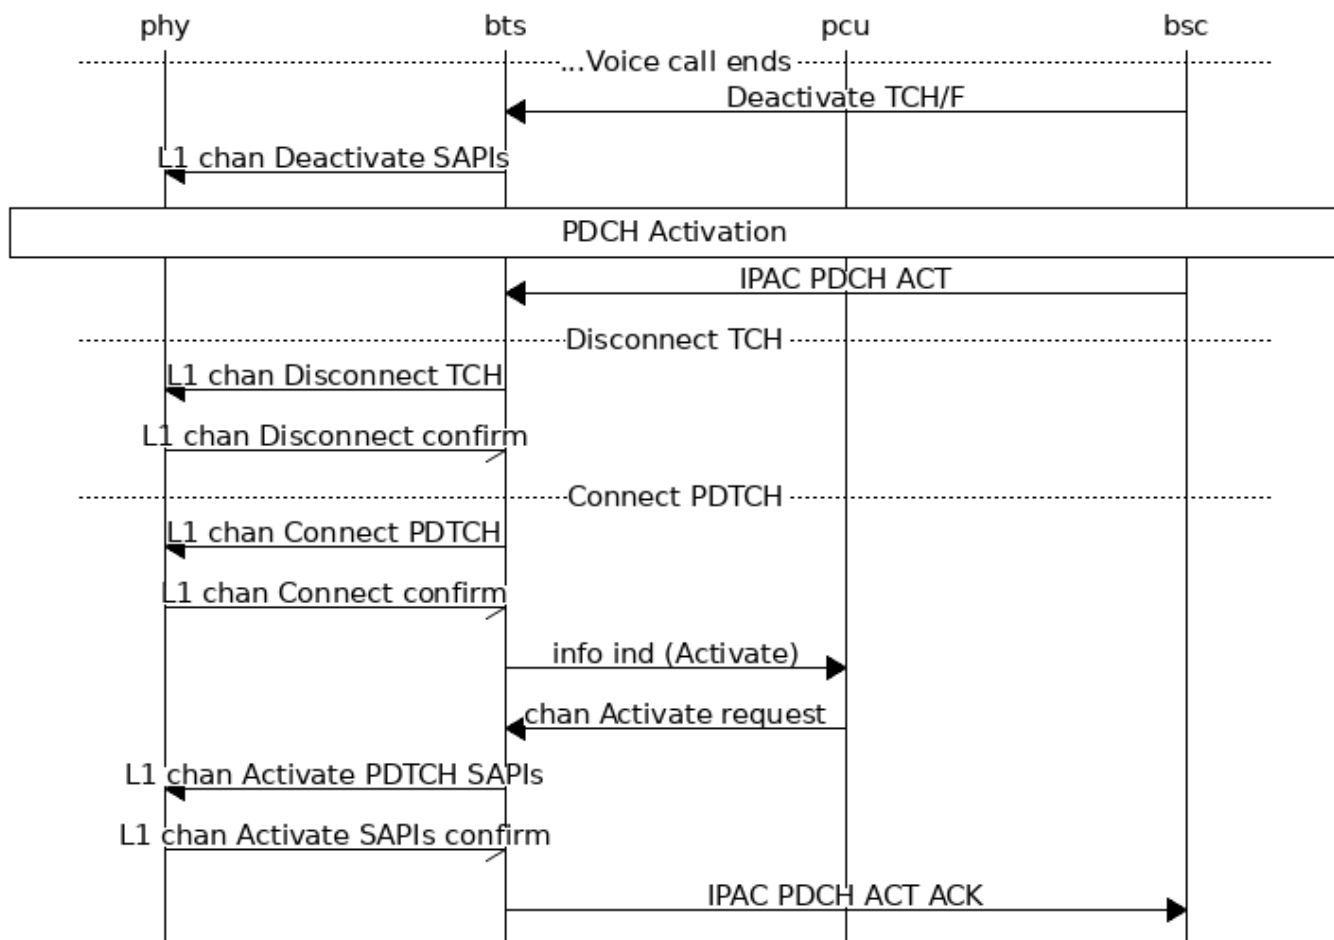 phy bts pcu bsc
...Voice call ends
Deactivate TCH/F
L1 chan Deactivate SAPIs
PDCH Activation
IPAC PDCH ACT
Disconnect TCH
L1 chan Disconnect TCH
L1 chan Disconnect confirm
Connect PDTCH
L1 chan Connect PDTCH
L1 chan Connect confirm
info ind (Activate)
chan Activate request
L1 chan Activate PDTCH SAPIs
L1 chan Activate SAPIs confirm
IPAC PDCH ACT ACK